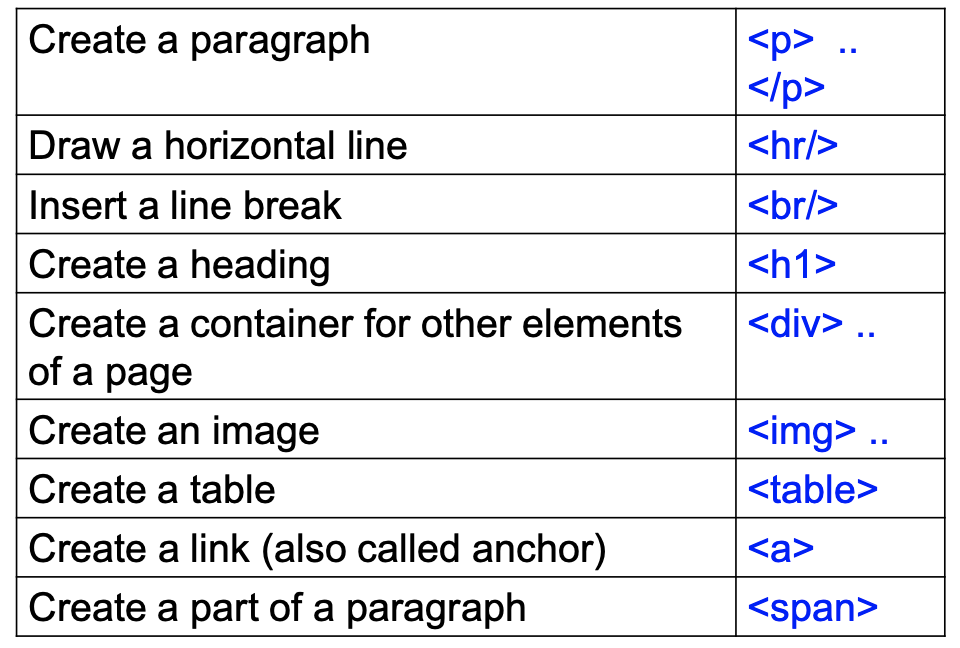 Create a paragraph <p> ..
</p>
Draw a horizontal line <hr/>
Insert a line break <br/>
Create a heading <h1>
Create a container for other elements <div> ..
of a page
Create an image <img> ..
Create a table <table>
Create a link (also called anchor) <a>
Create a part of a paragraph <span>